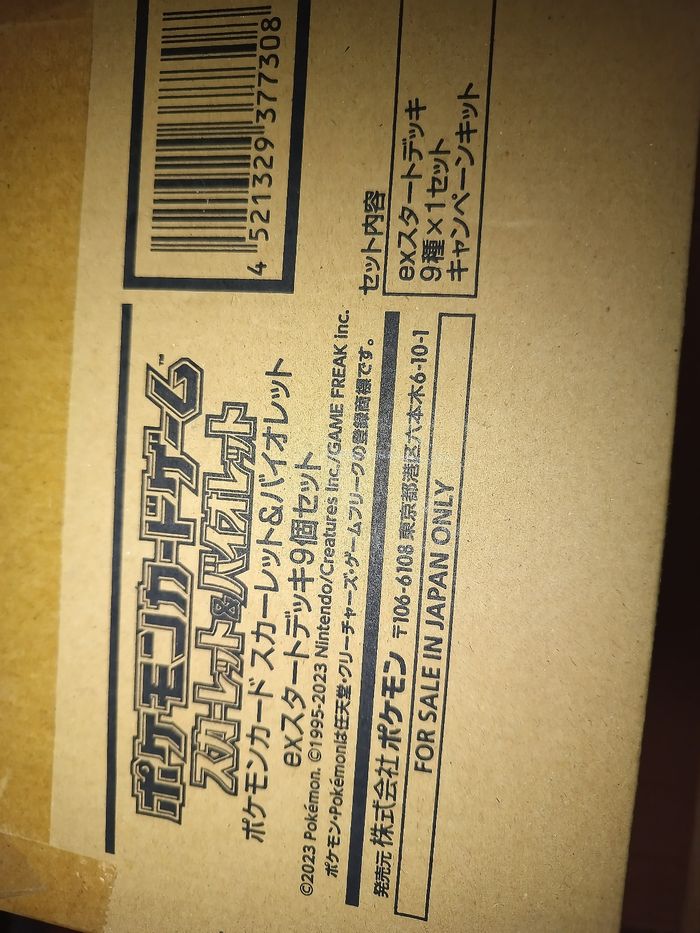 ポケモンカードゲーム™
スカーレット&バイオレット
ポケモンカード スカーレット&バイオレット
exスタートデッキ9個セット
©2023 Pokémon. ©1995-2023 Nintendo/Creatures Inc./GAME FREAK inc.
ポケモン・Pokémonは任天堂・クリーチャーズ・ゲームフリークの登録商標です。
発売元 株式会社 ポケモン 〒106-6108 東京都港区六本木6-10-1
FOR SALE IN JAPAN ONLY
4 521329 377308
セット内容
exスタートデッキ
9種×1セット
キャンペーンキット